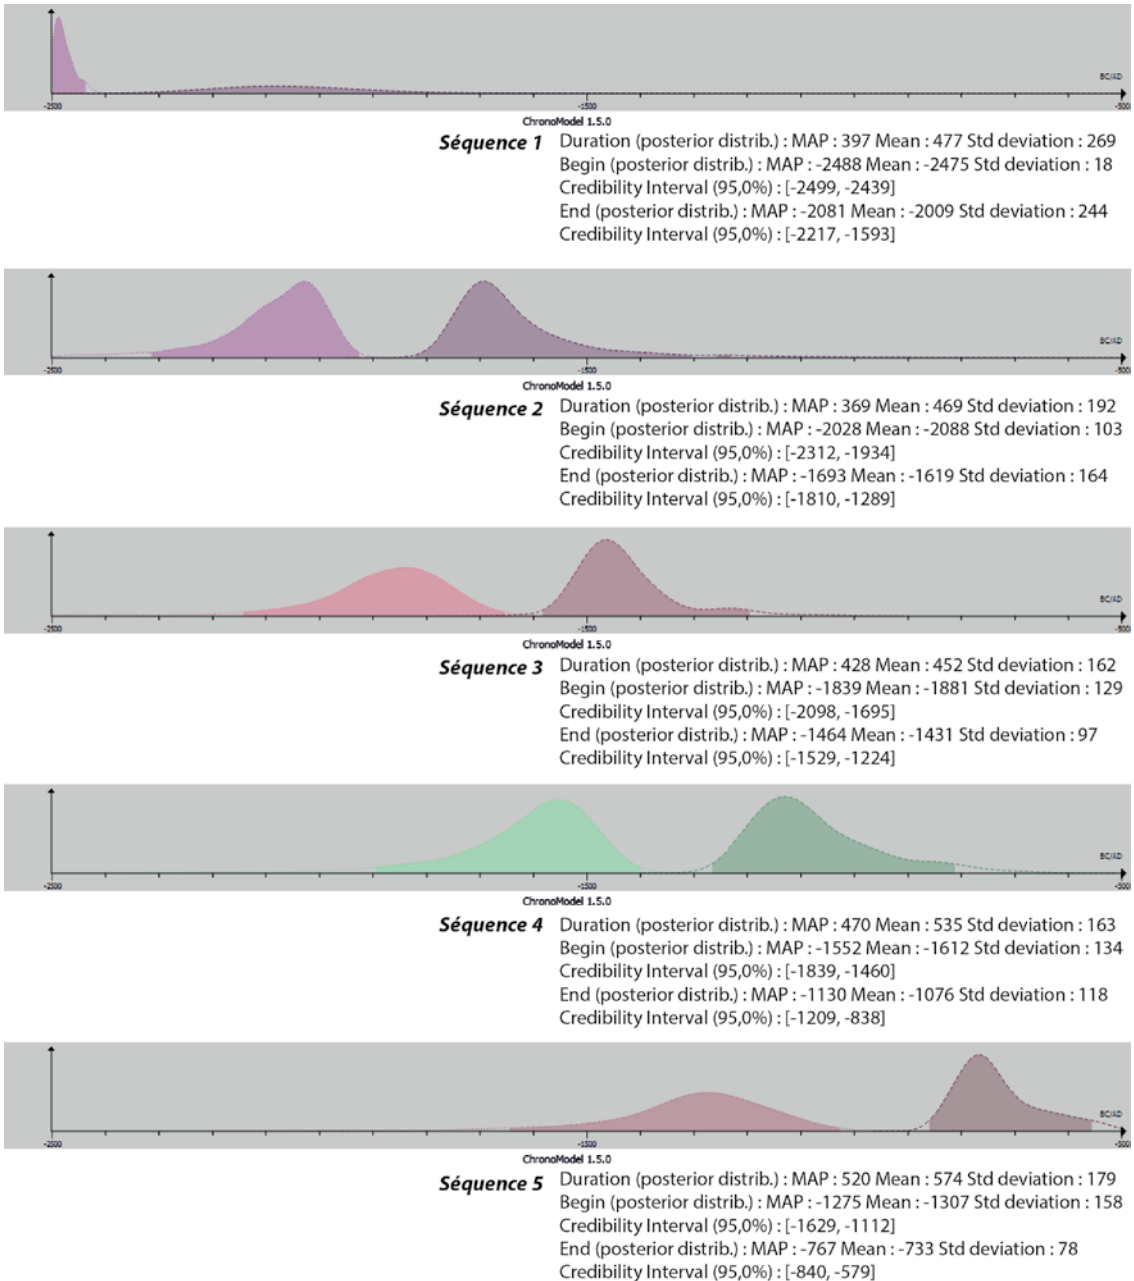 BC/AD
-2500 -1500 -500
ChronoModel 1.5.0
Séquence 1 Duration (posterior distrib.) : MAP : 397 Mean : 477 Std deviation : 269
Begin (posterior distrib.) : MAP : -2488 Mean : -2475 Std deviation : 18
Credibility Interval (95,0%) : [-2499, -2439]
End (posterior distrib.) : MAP : -2081 Mean : -2009 Std deviation : 244
Credibility Interval (95,0%) : [-2217, -1593]
BC/AD
-2500 -1500 -500
ChronoModel 1.5.0
Séquence 2 Duration (posterior distrib.) : MAP : 369 Mean : 469 Std deviation : 192
Begin (posterior distrib.) : MAP : -2028 Mean : -2088 Std deviation : 103
Credibility Interval (95,0%) : [-2312, -1934]
End (posterior distrib.) : MAP : -1693 Mean : -1619 Std deviation : 164
Credibility Interval (95,0%) : [-1810, -1289]
BC/AD
-2500 -1500 -500
ChronoModel 1.5.0
Séquence 3 Duration (posterior distrib.) : MAP : 428 Mean : 452 Std deviation : 162
Begin (posterior distrib.) : MAP : -1839 Mean : -1881 Std deviation : 129
Credibility Interval (95,0%) : [-2098, -1695]
End (posterior distrib.) : MAP : -1464 Mean : -1431 Std deviation : 97
Credibility Interval (95,0%) : [-1529, -1224]
BC/AD
-2500 -1500 -500
ChronoModel 1.5.0
Séquence 4 Duration (posterior distrib.) : MAP : 470 Mean : 535 Std deviation : 163
Begin (posterior distrib.) : MAP : -1552 Mean : -1612 Std deviation : 134
Credibility Interval (95,0%) : [-1839, -1460]
End (posterior distrib.) : MAP : -1130 Mean : -1076 Std deviation : 118
Credibility Interval (95,0%) : [-1209, -838]
BC/AD
-2500 -1500 -500
ChronoModel 1.5.0
Séquence 5 Duration (posterior distrib.) : MAP : 520 Mean : 574 Std deviation : 179
Begin (posterior distrib.) : MAP : -1275 Mean : -1307 Std deviation : 158
Credibility Interval (95,0%) : [-1629, -1112]
End (posterior distrib.) : MAP : -767 Mean : -733 Std deviation : 78
Credibility Interval (95,0%) : [-840, -579]